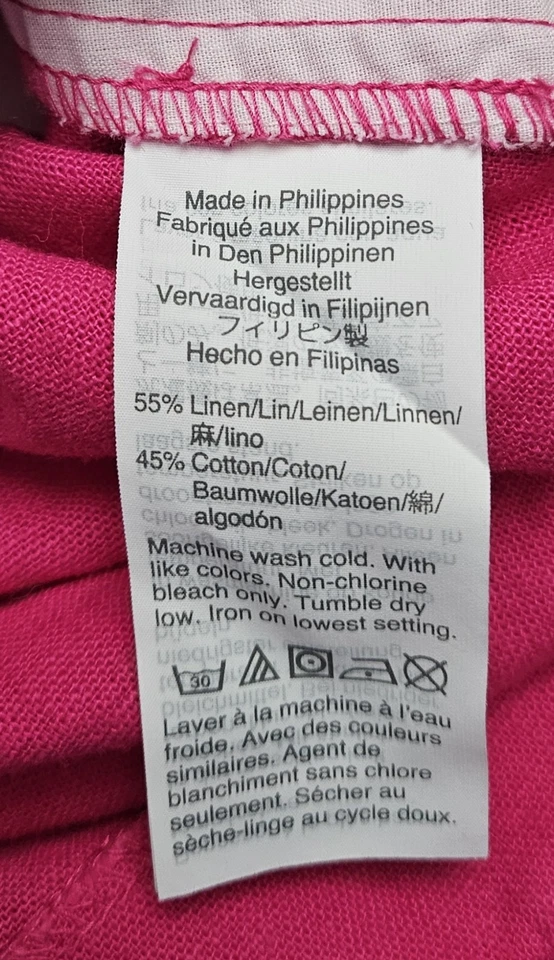 Made in Philippines
Fabriqué aux Philippines
in Den Philippinen
Hergestellt
Vervaardigd in Filipijnen
フィリピン製
Hecho en Filipinas
55% Linen/Lin/Leinen/Linnen/
麻/lino
45% Cotton/Coton/
Baumwolle/Katoen/綿/
algodón
Machine wash cold. With
like colors. Non-chlorine
bleach only. Tumble dry
low. Iron on lowest setting.
30
Laver à la machine à l'eau
froide. Avec des couleurs
similaires. Agent de
blanchiment sans chlore
seulement. Sécher au
sèche-linge au cycle doux.